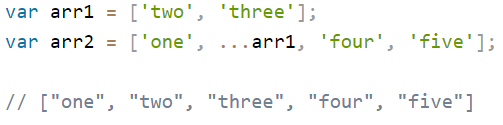 var arr1 = ['two', 'three'];
var arr2 = ['one', ...arr1, 'four', 'five'];
// ["one", "two", "three", "four", "five"]